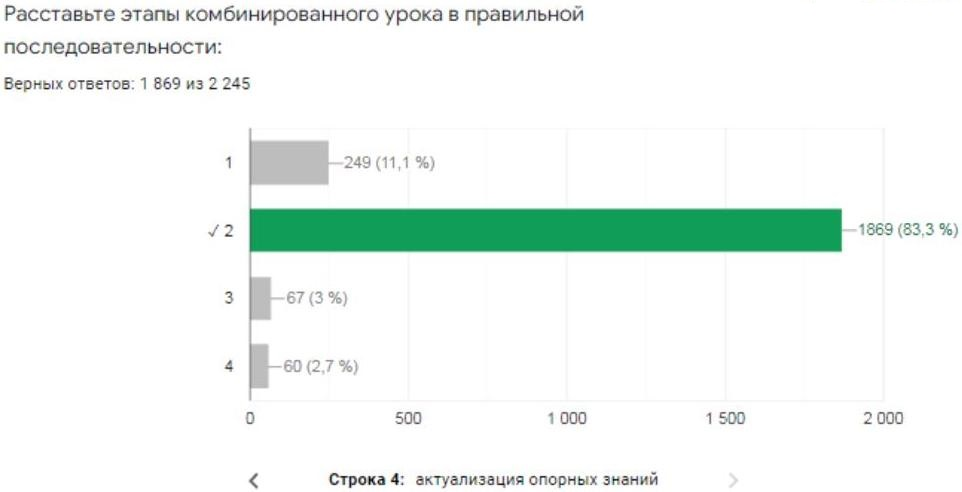 Расставьте этапы комбинированного урока в правильной
последовательности:
Верных ответов: 1 869 из 2 245
1
249 (11,1 %)
✓ 2
1869 (83,3 %)
3
67 (3 %)
4
60 (2,7 %)
0 500 1 000 1 500 2 000
Строка 4: актуализация опорных знаний